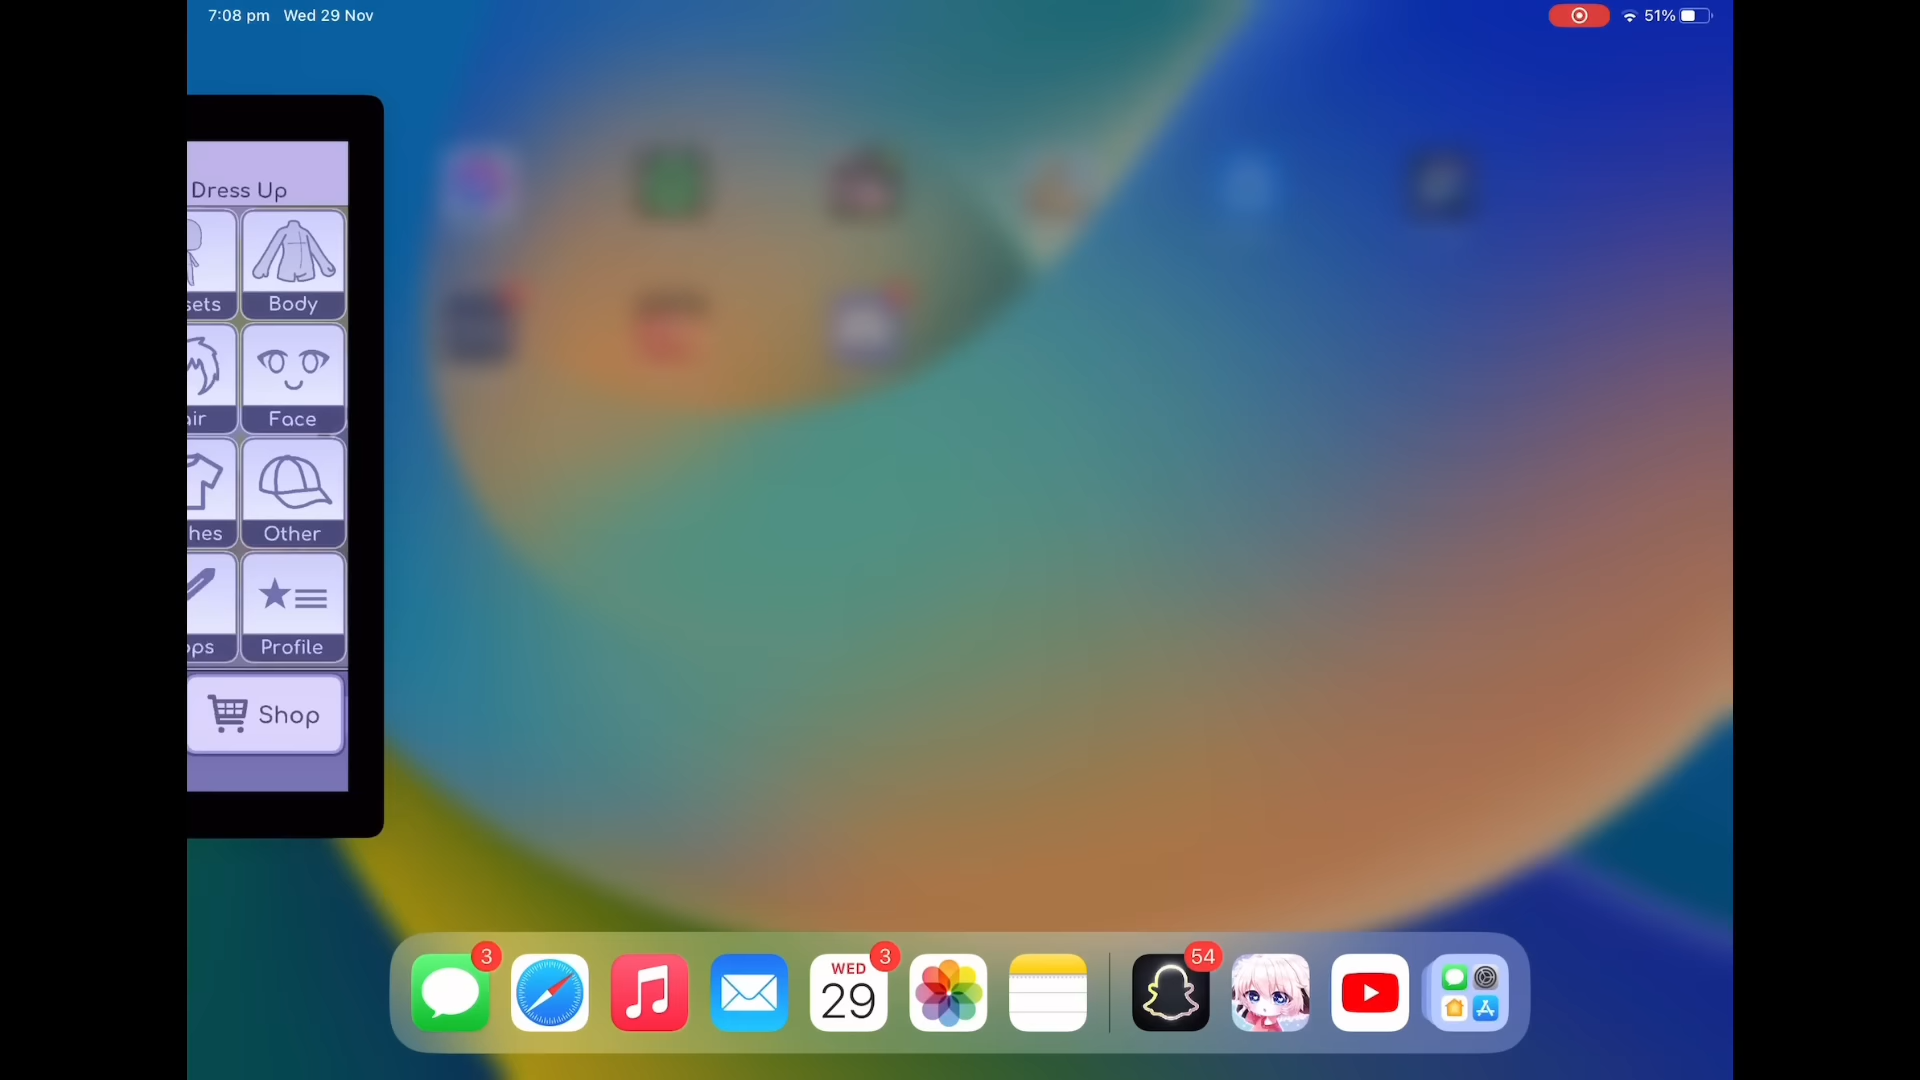 7:08 pm Wed 29 Nov
51%
Dress Up
sets
Body
air
Face
hes
Other
ops
Profile
Shop
3
3
54
WED
29